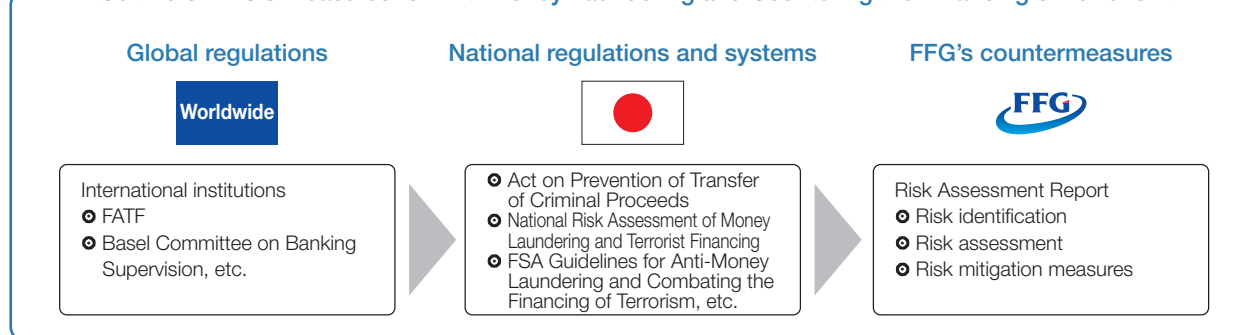 Global regulations
National regulations and systems
FFG's countermeasures
Worldwide
FFG
International institutions
FATF
Basel Committee on Banking
Supervision, etc.
Act on Prevention of Transfer
of Criminal Proceeds
National Risk Assessment of Money
Laundering and Terrorist Financing
FSA Guidelines for Anti-Money
Laundering and Combating the
Financing of Terrorism, etc.
Risk Assessment Report
Risk identification
Risk assessment
Risk mitigation measures